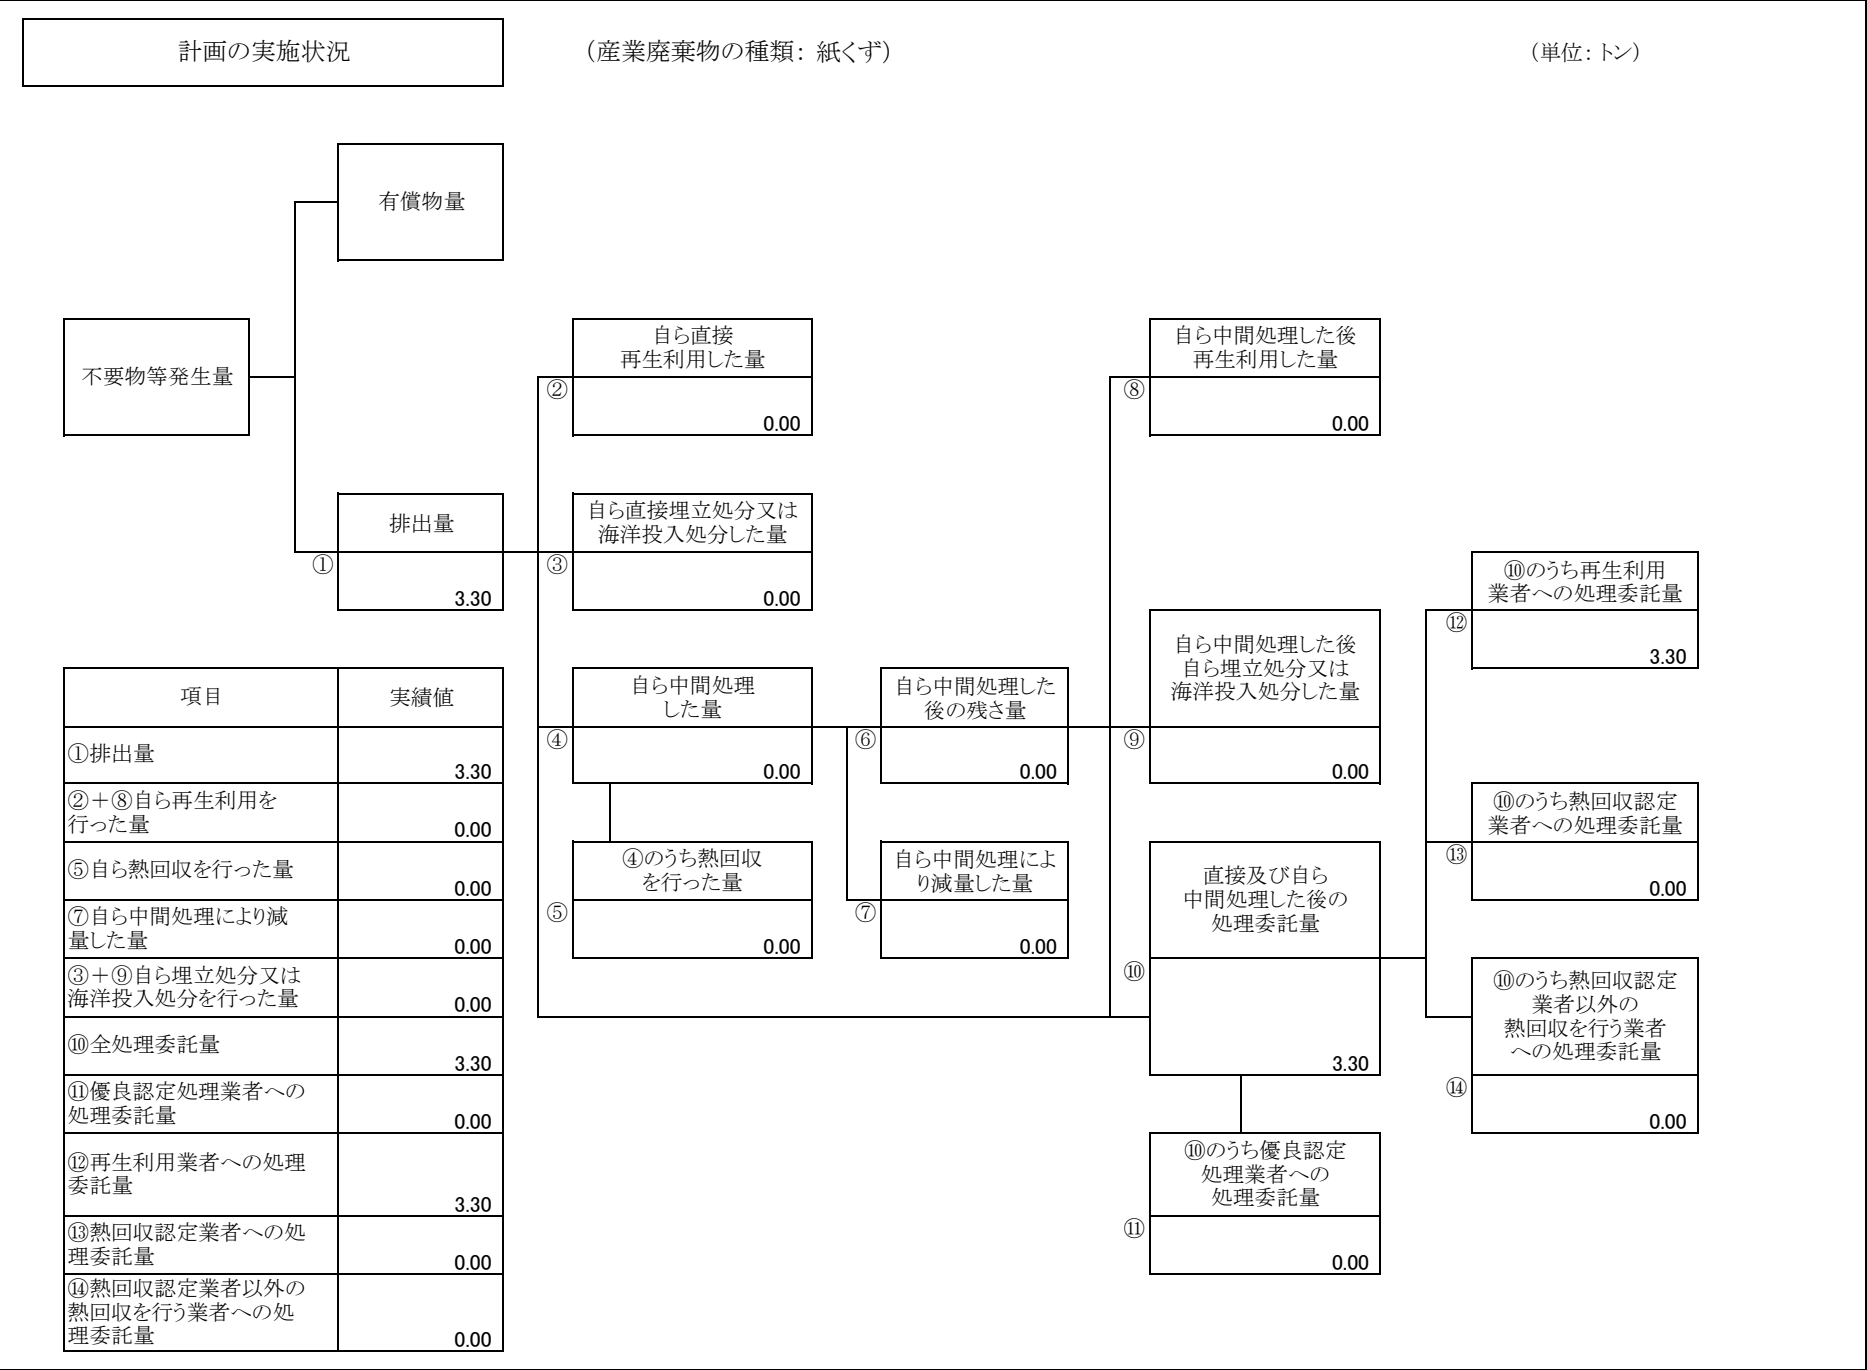 計画の実施状況
（産業廃棄物の種類：紙くず）
（単位：トン）
有償物量
不要物等発生量
自ら直接
再生利用した量
②
0.00
自ら中間処理した後
再生利用した量
⑧
0.00
排出量
①
3.30
自ら直接埋立処分又は
海洋投入処分した量
③
0.00
⑩のうち再生利用
業者への処理委託量
⑫
3.30
自ら中間処理
した量
④
0.00
自ら中間処理した
後の残さ量
⑥
0.00
自ら中間処理した後
自ら埋立処分又は
海洋投入処分した量
⑨
0.00
⑩のうち熱回収認定
業者への処理委託量
⑬
0.00
④のうち熱回収
を行った量
⑤
0.00
自ら中間処理によ
り減量した量
⑦
0.00
直接及び自ら
中間処理した後の
処理委託量
⑩
3.30
⑩のうち熱回収認定
業者以外の
熱回収を行う業者
への処理委託量
⑭
0.00
⑩のうち優良認定
処理業者への
処理委託量
⑪
0.00
項目 実績値
①排出量
3.30
②＋⑧自ら再生利用を
行った量
0.00
⑤自ら熱回収を行った量
0.00
⑦自ら中間処理により減
量した量
0.00
③＋⑨自ら埋立処分又は
海洋投入処分を行った量
0.00
⑩全処理委託量
3.30
⑪優良認定処理業者への
処理委託量
0.00
⑫再生利用業者への処理
委託量
3.30
⑬熱回収認定業者への処
理委託量
0.00
⑭熱回収認定業者以外の
熱回収を行う業者への処
理委託量
0.00